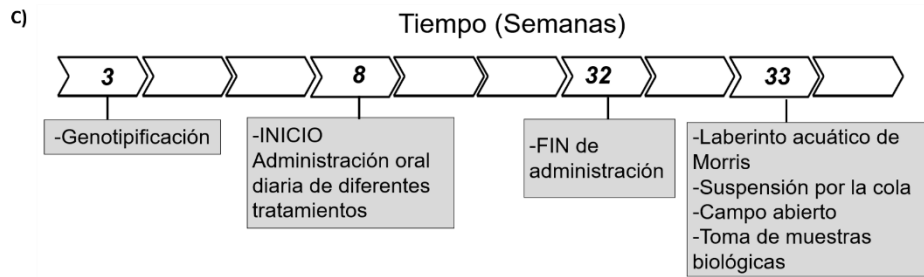 C)
Tiempo (Semanas)
3
8
32
33
-Genotipificación
-INICIO
Administración oral
diaria de diferentes
tratamientos
-FIN de
administración
-Laberinto acuático de
Morris
-Suspensión por la cola
-Campo abierto
-Toma de muestras
biológicas